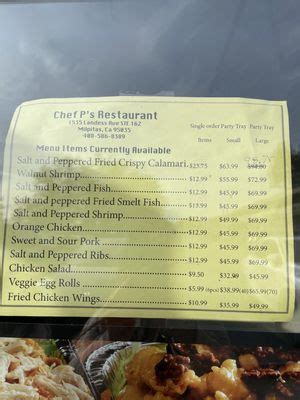 Chef P's Restaurant
1535 Landess Ave STE 162
Milpitas, Ca 95035
408-586-8389
Single order Party Tray Party Tray
Menu Items Currently Available
Items Small Large
Salt and Peppered Fried Crispy Calamari. $23.75 $63.99 $84.80
Walnut Shrimp $12.99 $55.99 $72.99
Salt and Peppered Fish $12.99 $45.99 $69.99
Salt and Peppered Fried Smelt Fish $13.99 $45.99 $69.99
Salt and Peppered Shrimp $12.99 $49.99 $69.99
Orange Chicken $12.99 $45.99 $69.99
Sweet and Sour Pork $12.99 $45.99 $69.99
Salt and Peppered Ribs $12.99 $45.99 $69.99
Chicken Salad $9.50 $32.99 $45.99
Veggie Egg Rolls $5.99 (6pcs) $38.99(40) $65.99(70)
Fried Chicken Wings $10.99 $35.99 $49.99